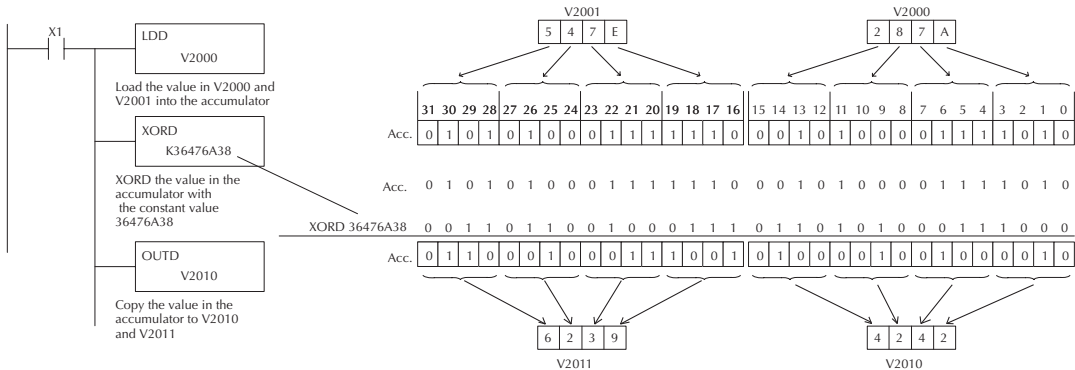 V2001 V2000
X1
LDD
V2000
5 4 7 E 2 8 7 A
Load the value in V2000 and
V2001 into the accumulator
31 30 29 28 27 26 25 24 23 22 21 20 19 18 17 16 15 14 13 12 11 10 9 8 7 6 5 4 3 2 1 0
Acc. 0 1 0 1 0 1 0 0 0 1 1 1 1 1 1 0 0 0 1 0 1 0 0 0 0 1 1 1 1 0 1 0
XORD
K36476A38
XORD the value in the
accumulator with
the constant value
36476A38
Acc. 0 1 0 1 0 1 0 0 0 1 1 1 1 1 1 0 0 0 1 0 1 0 0 0 0 1 1 1 1 0 1 0
XORD 36476A38 0 0 1 1 0 1 1 0 0 1 0 0 0 1 1 1 0 1 1 0 1 0 1 0 0 0 1 1 1 0 0 0
Acc. 0 1 1 0 0 0 1 0 0 0 1 1 1 0 0 1 0 1 0 0 0 0 1 0 0 1 0 0 0 0 1 0
OUTD
V2010
Copy the value in the
accumulator to V2010
and V2011
6 2 3 9 4 2 4 2
V2011 V2010